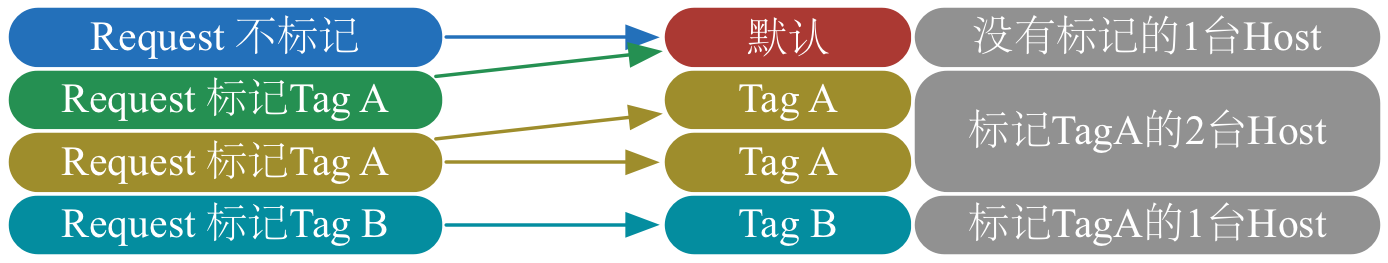 Request 不标记
默认
没有标记的1台Host
Request 标记Tag A
Tag A
标记TagA的2台Host
Request 标记Tag A
Tag A
Request 标记Tag B
Tag B
标记TagA的1台Host